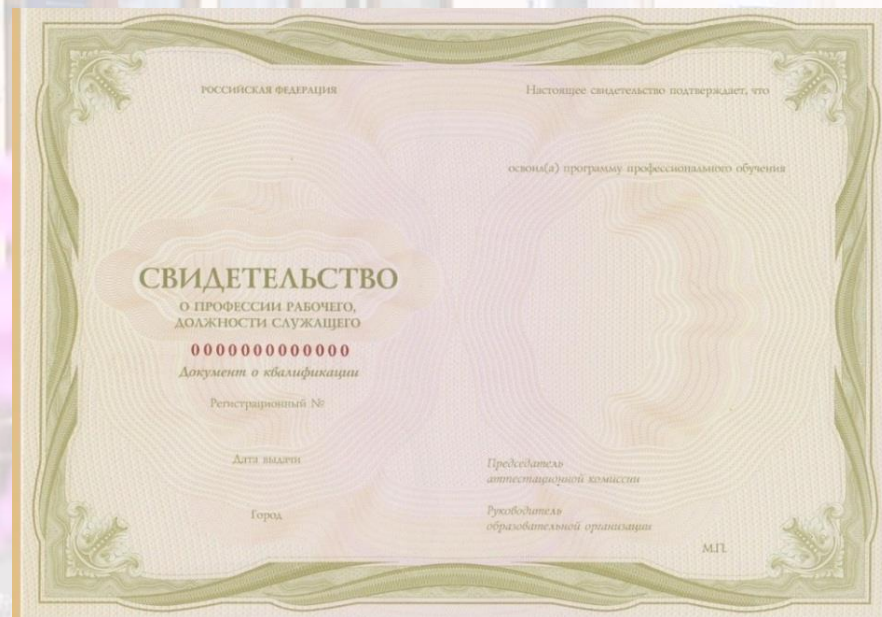 РОССИЙСКАЯ ФЕДЕРАЦИЯ
СВИДЕТЕЛЬСТВО
О ПРОФЕССИИ РАБОЧЕГО,
ДОЛЖНОСТИ СЛУЖАЩЕГО
0000000000000
Документ о квалификации
Регистрационный №
Дата выдачи
Город
Настоящее свидетельство подтверждает, что
освоил(а) программу профессионального обучения
Председатель
аттестационной комиссии
Руководитель
образовательной организации
М.П.